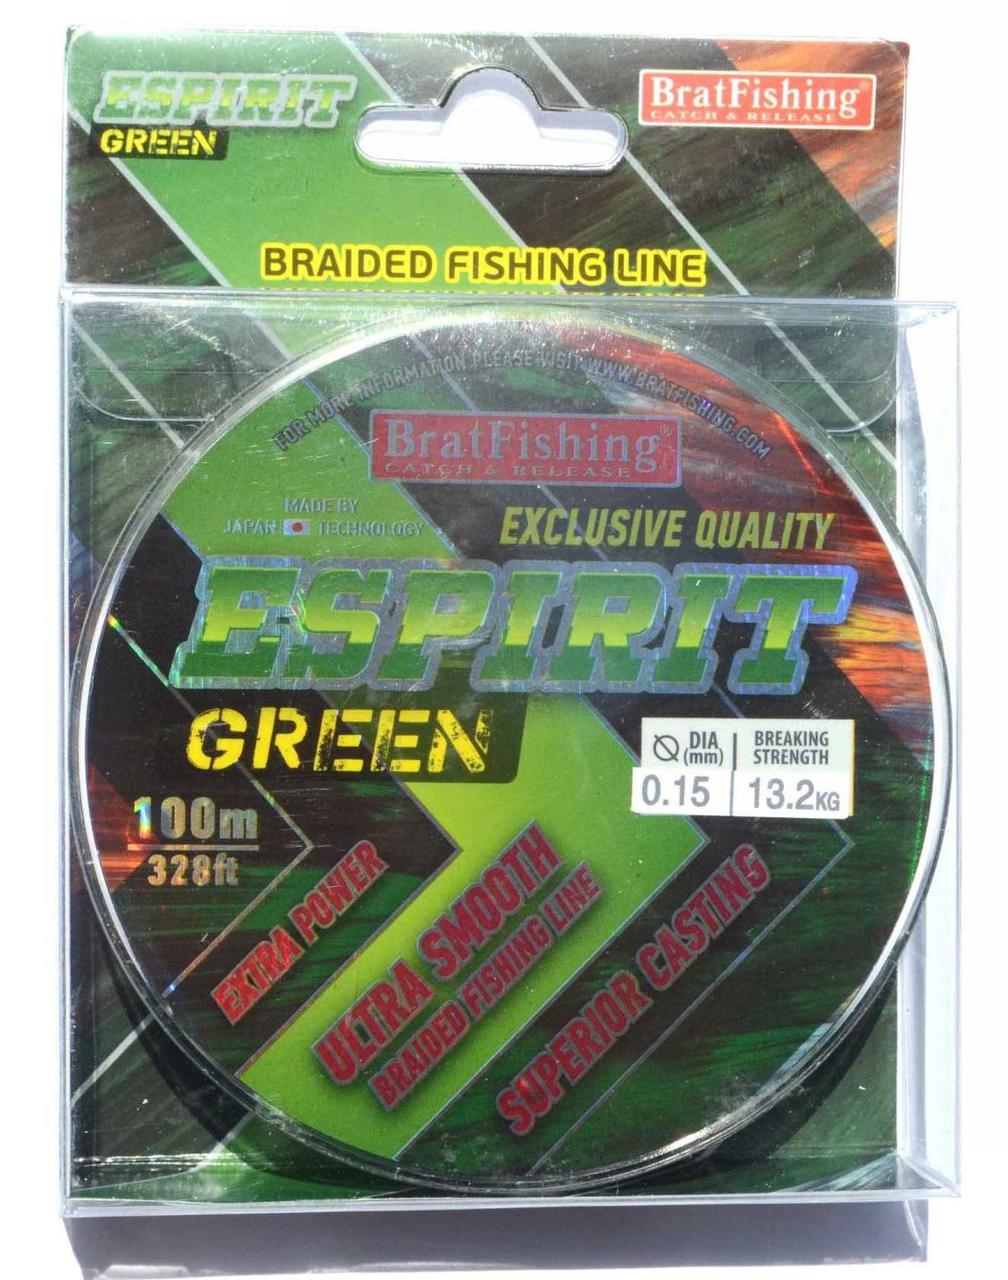 ESPIRIT
GREEN
BratFishing®
CATCH & RELEASE
BRAIDED FISHING LINE
FOR MORE INFORMATION PLEASE VISIT WWW.BRATFISHING.COM
BratFishing®
CATCH & RELEASE
MADE BY
JAPAN TECHNOLOGY
EXCLUSIVE QUALITY
ESPIRIT
GREEN
DIA (mm) BREAKING STRENGTH
0.15 13.2KG
100m
328ft
EXTRA POWER
ULTRA SMOOTH
BRAIDED FISHING LINE
SUPERIOR CASTING